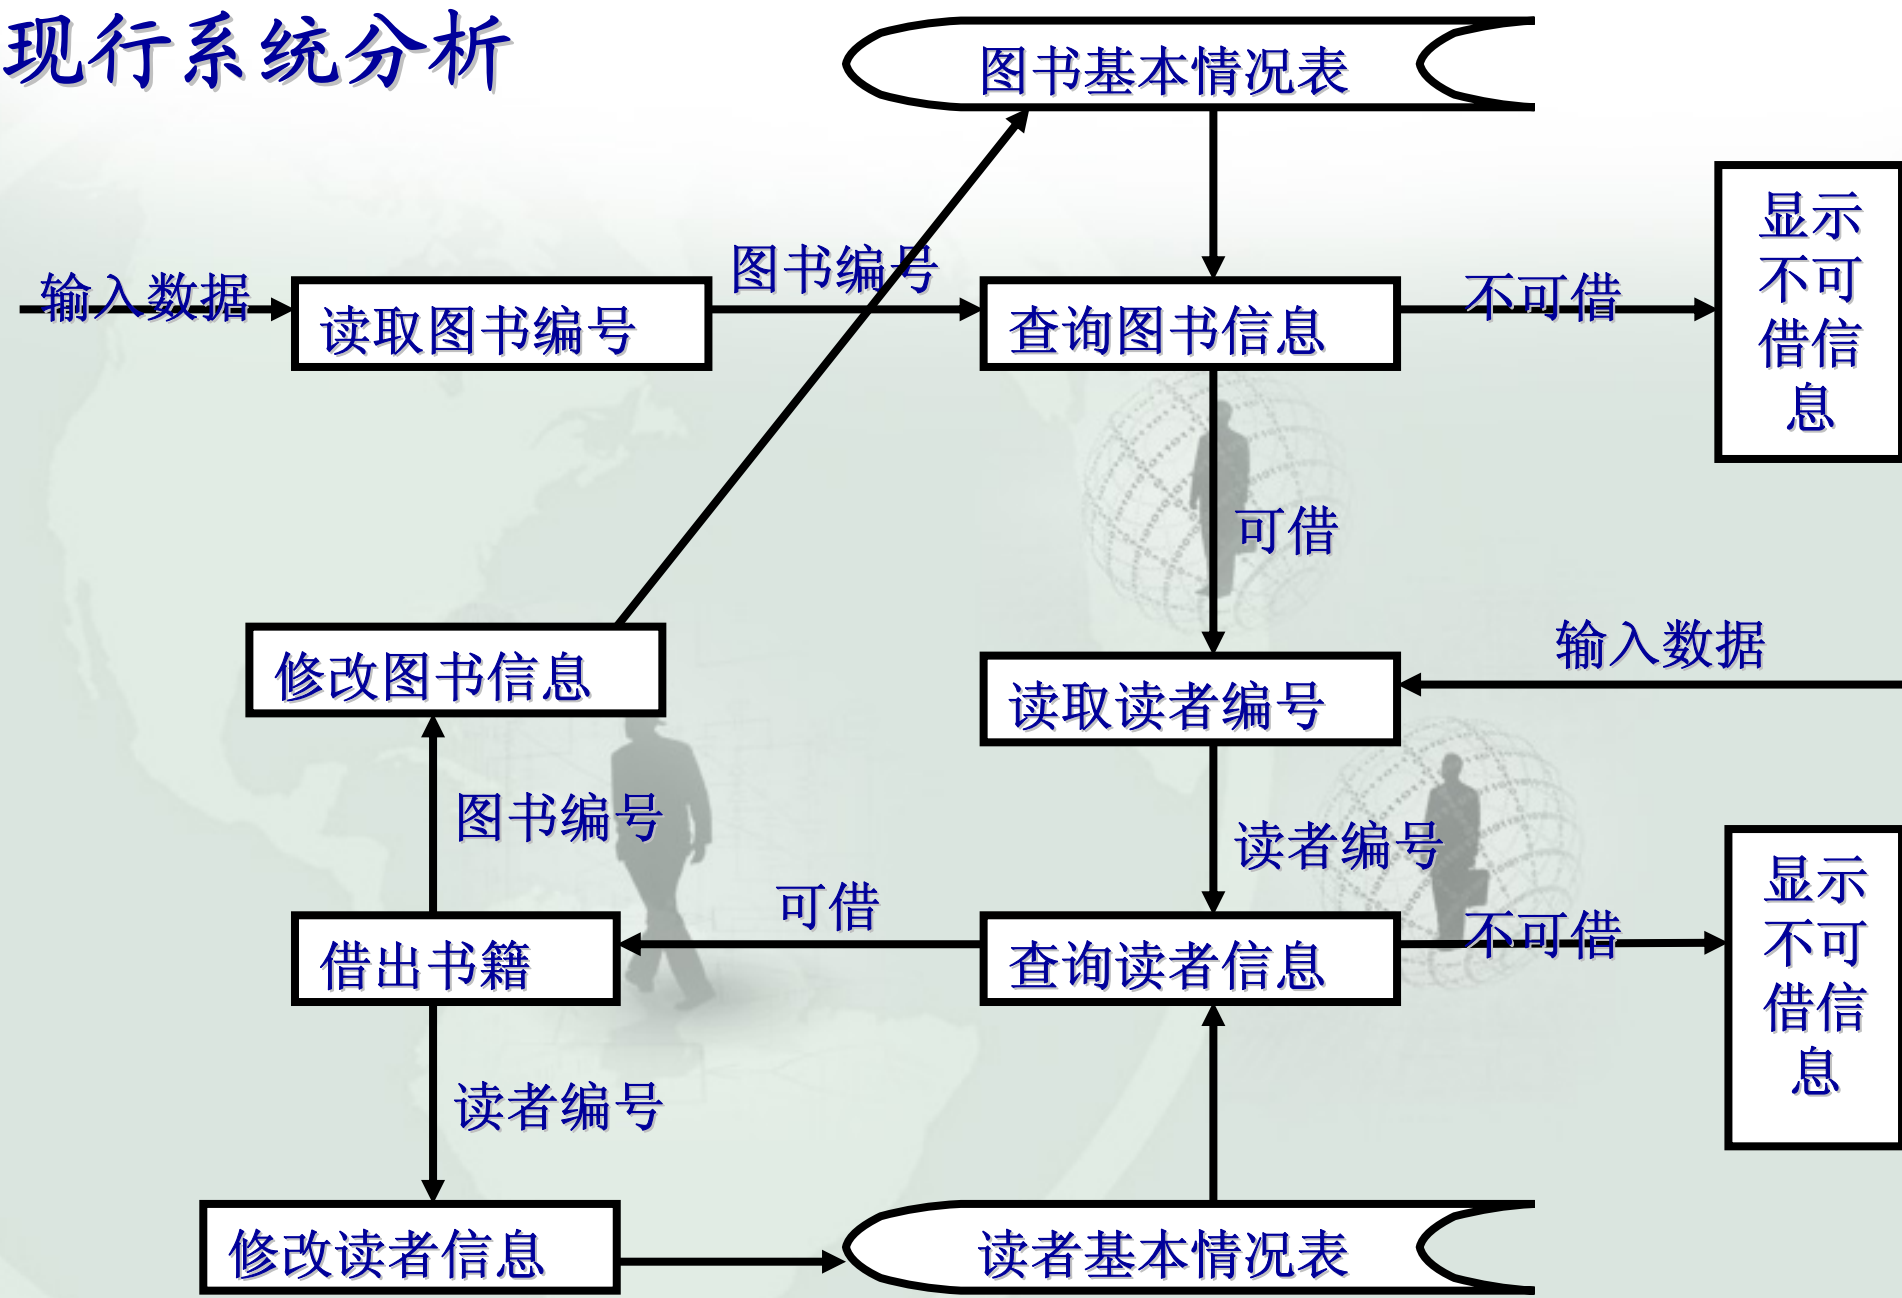 现行系统分析
图书基本情况表
输入数据
读取图书编号
图书编号
查询图书信息
不可借
显示
不可
借信
息
可借
修改图书信息
读取读者编号
输入数据
图书编号
读者编号
借出书籍
可借
查询读者信息
不可借
显示
不可
借信
息
读者编号
修改读者信息
读者基本情况表